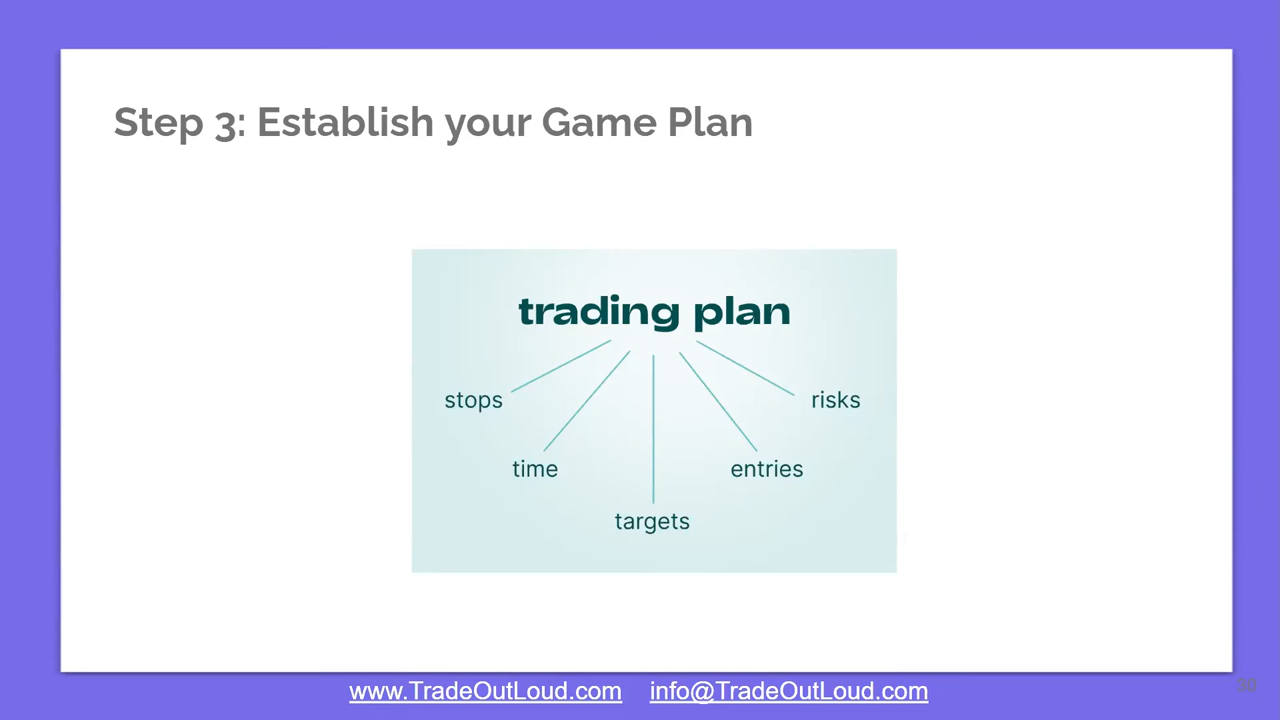 Step 3: Establish your Game Plan
trading plan
stops
risks
time
entries
targets
www.TradeOutLoud.com info@TradeOutLoud.com
30